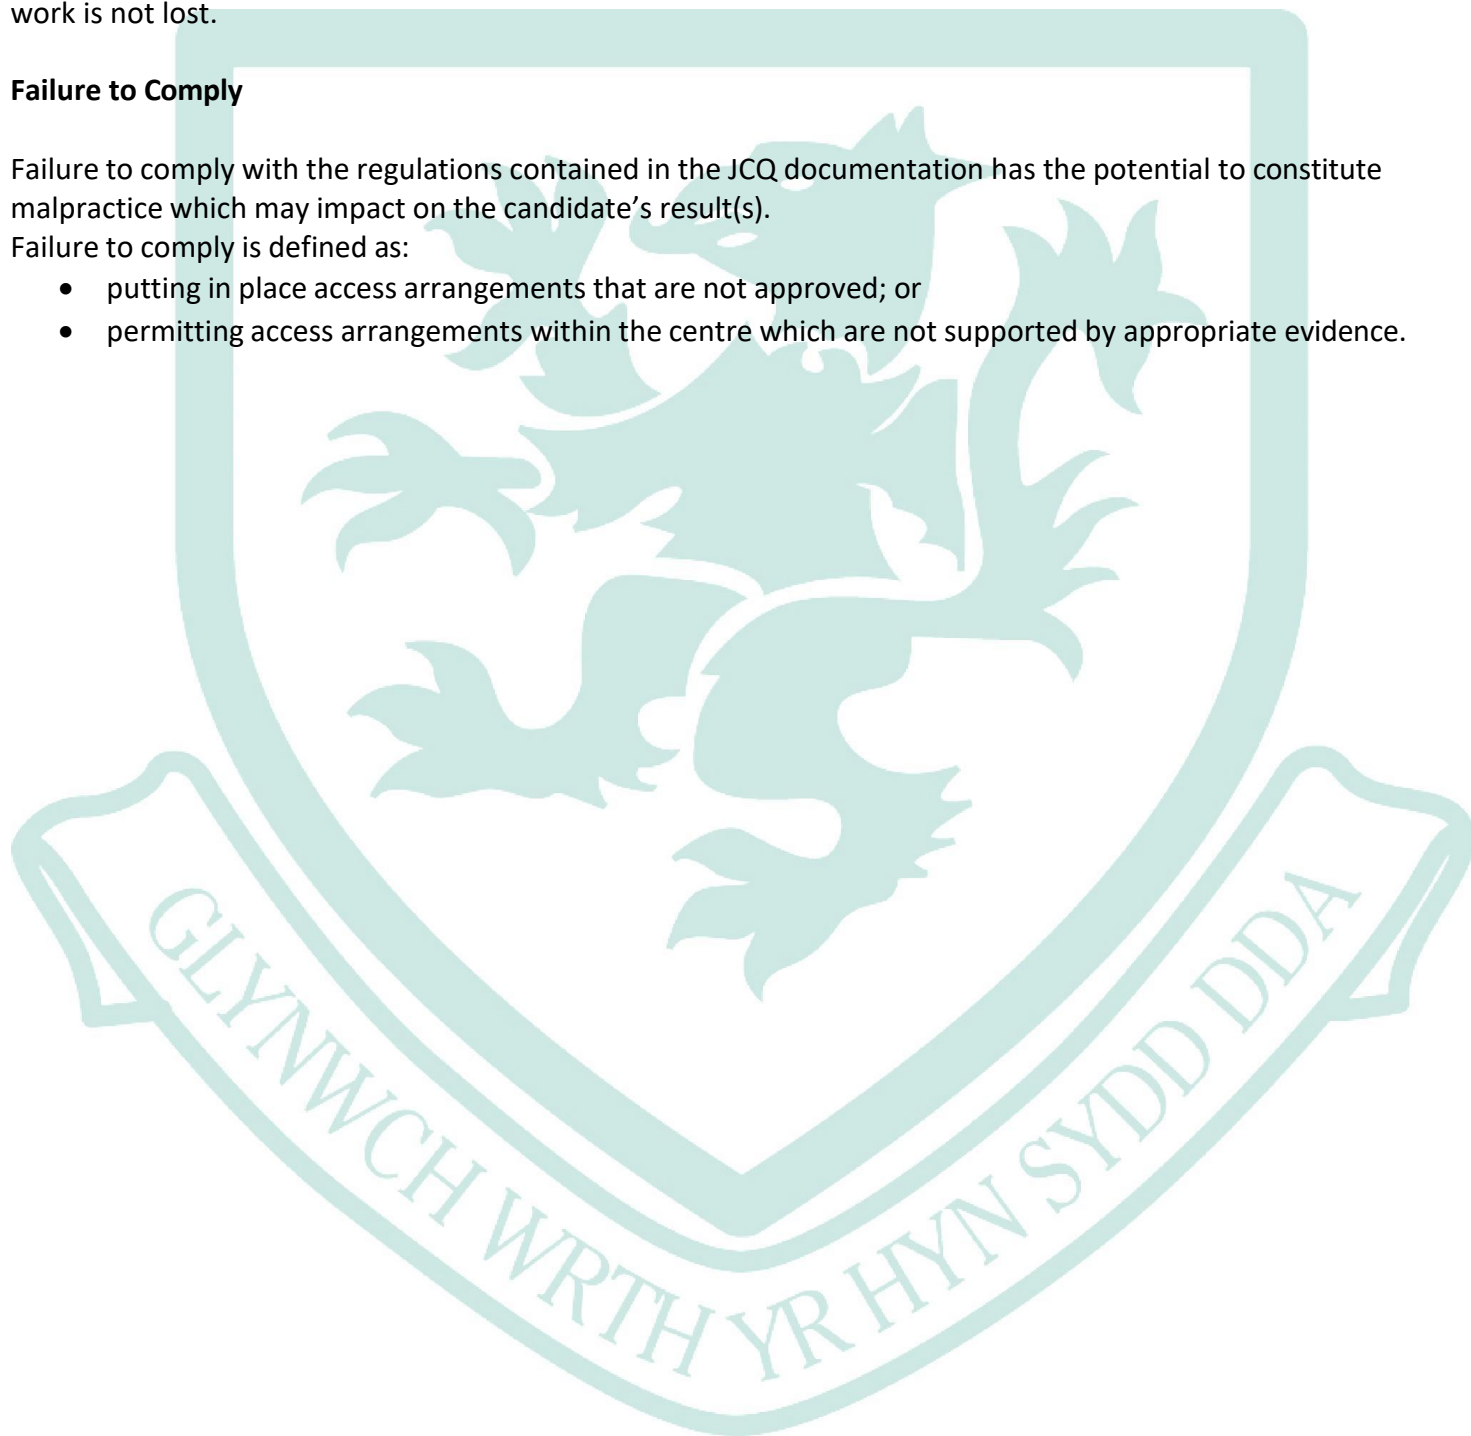 work is not lost.
Failure to Comply
Failure to comply with the regulations contained in the JCQ documentation has the potential to constitute
malpractice which may impact on the candidate’s result(s).
Failure to comply is defined as:
• putting in place access arrangements that are not approved; or
• permitting access arrangements within the centre which are not supported by appropriate evidence.
GLYNWCH WRTH YR HYN SYDD DDA